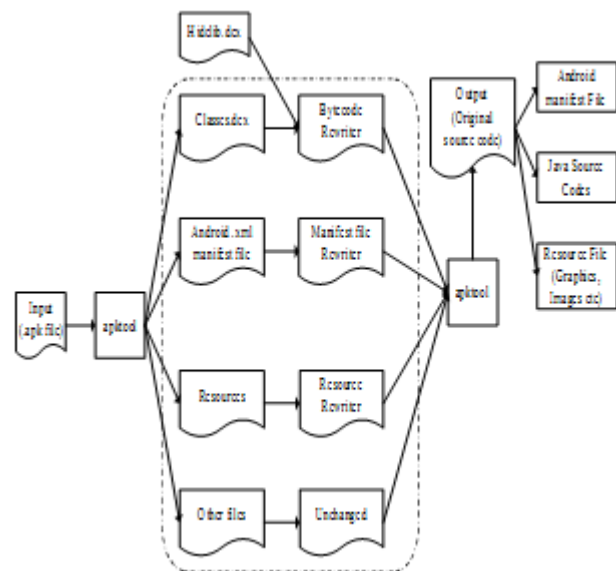 Hidclib.dex
Classes.dex
Bytecode
Rewriter
Output
(Original
source code)
Android
manifest File
Java Source
Codes
Resource File
(Graphics,
Images etc)
Android.xml
manifest file
Manifest file
Rewriter
Input
(.apk file)
apktool
apktool
Resources
Resource
Rewriter
Other files
Unchanged